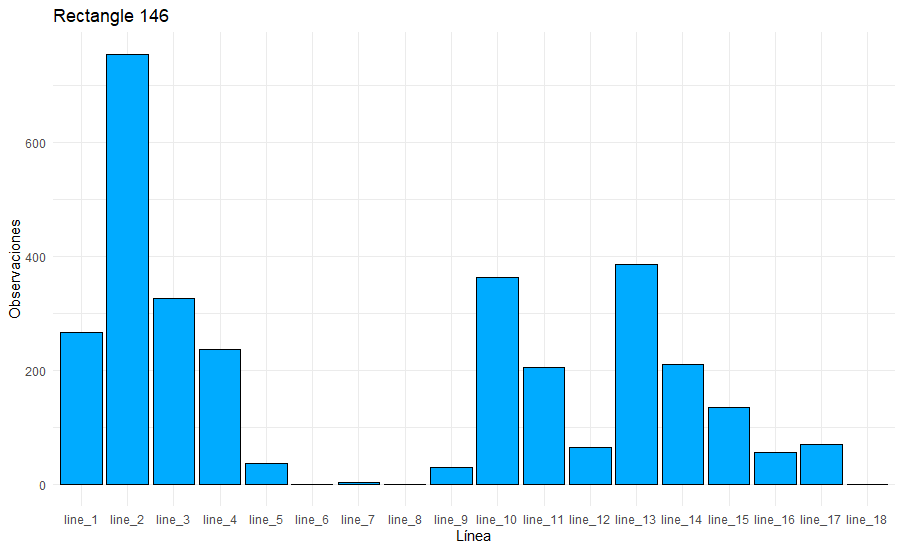 Rectangle 146
Observaciones
600
400
200
0
line_1 line_2 line_3 line_4 line_5 line_6 line_7 line_8 line_9 line_10 line_11 line_12 line_13 line_14 line_15 line_16 line_17 line_18
Línea